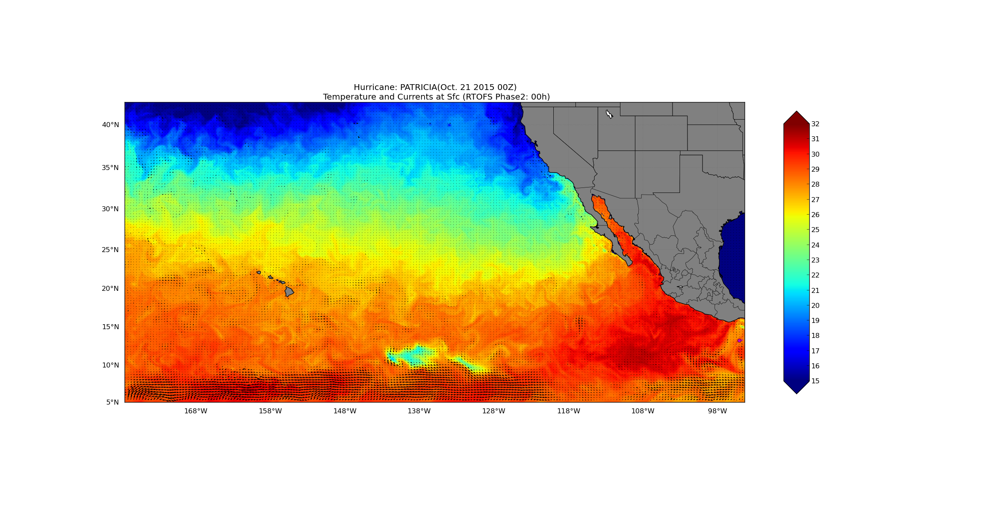 Hurricane: PATRICIA(Oct. 21 2015 00Z)
Temperature and Currents at Sfc (RTOFS Phase2: 00h)
40°N
35°N
30°N
25°N
20°N
15°N
10°N
5°N
168°W 158°W 148°W 138°W 128°W 118°W 108°W 98°W
32
31
30
29
28
27
26
25
24
23
22
21
20
19
18
17
16
15